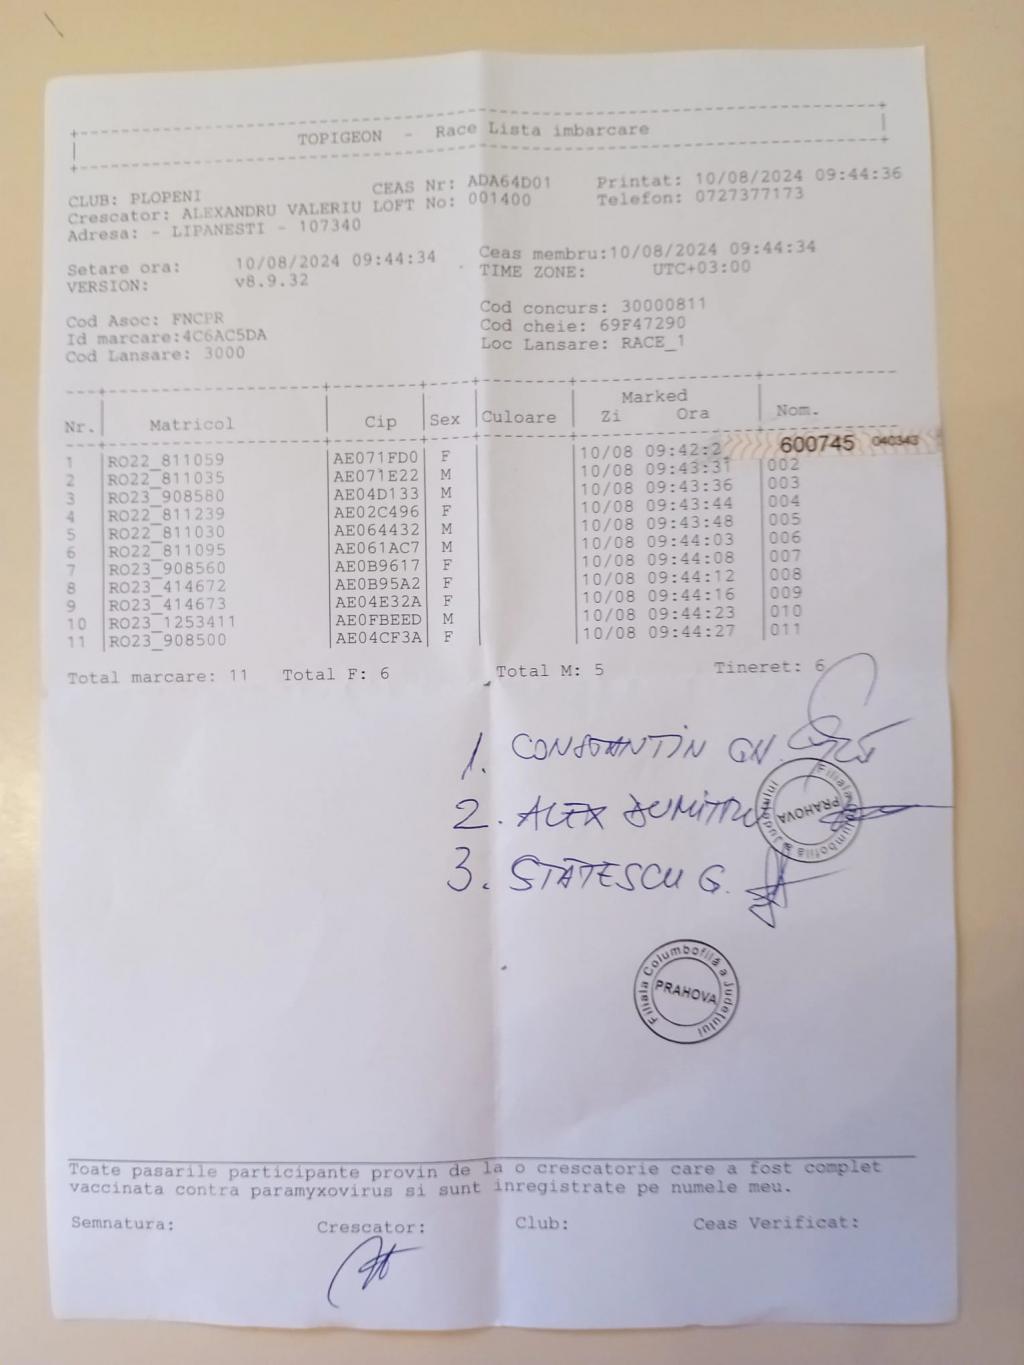 TOPIGEON - Race Lista imbarcare
CLUB: PLOPENI CEAS Nr: ADA64D01 Printat: 10/08/2024 09:44:36
Crescator: ALEXANDRU VALERIU LOFT No: 001400 Telefon: 0727377173
Adresa: - LIPANESTI - 107340
Setare ora: 10/08/2024 09:44:34 Ceas membru:10/08/2024 09:44:34
VERSION: v8.9.32 TIME ZONE: UTC+03:00
Cod Asoc: FNCPR Cod concurs: 30000811
Id marcare:4C6AC5DA Cod cheie: 69F47290
Cod Lansare: 3000 Loc Lansare: RACE_1
Marked
Nr. Matricol Cip Sex Culoare Zi Ora Nom.
1 RO22_811059 AE071FD0 F 10/08 09:42:2 600745 040343
2 RO22_811035 AE071E22 M 10/08 09:43:31 002
3 RO23_908580 AE04D133 M 10/08 09:43:36 003
4 RO22_811239 AE02C496 F 10/08 09:43:44 004
5 RO22_811030 AE064432 M 10/08 09:43:48 005
6 RO22_811095 AE061AC7 M 10/08 09:44:03 006
7 RO23_908560 AE0B9617 F 10/08 09:44:08 007
8 RO23_414672 AE0B95A2 F 10/08 09:44:12 008
9 RO23_414673 AE04E32A F 10/08 09:44:16 009
10 RO23_1253411 AE0FBEED M 10/08 09:44:23 010
11 RO23_908500 AE04CF3A F 10/08 09:44:27 011
Total marcare: 11 Total F: 6 Total M: 5 Tineret: 6
1. CONSTANTIN GH.
2. ALEX DUMITRU
Filiala Columbofilă a Județului
PRAHOVA
3. STĂTESCU G.
Filiala Columbofilă a Județului
PRAHOVA
Toate pasarile participante provin de la o crescatorie care a fost complet
vaccinata contra paramyxovirus si sunt inregistrate pe numele meu.
Semnatura: Crescator: Club: Ceas Verificat: